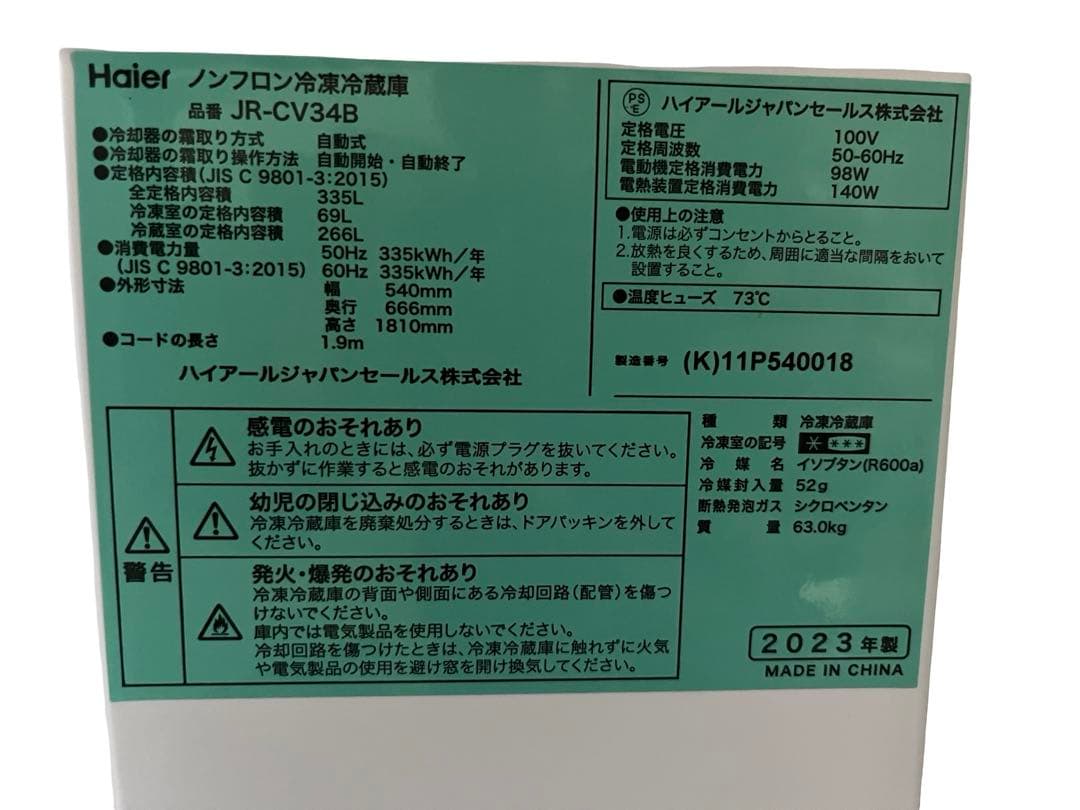 Haier ノンフロン冷凍冷蔵庫
品番 JR-CV34B
●冷却器の霜取り方式 自動式
●冷却器の霜取り操作方法 自動開始・自動終了
●定格内容積(JIS C 9801-3:2015)
全定格内容積 335L
冷凍室の定格内容積 69L
冷蔵室の定格内容積 266L
●消費電力量 50Hz 335kWh/年
(JIS C 9801-3:2015) 60Hz 335kWh/年
●外形寸法 幅 540mm
奥行 666mm
高さ 1810mm
●コードの長さ 1.9m
ハイアールジャパンセールス株式会社
PS E ハイアールジャパンセールス株式会社
定格電圧 100V
定格周波数 50-60Hz
電動機定格消費電力 98W
電熱装置定格消費電力 140W
●使用上の注意
1.電源は必ずコンセントからとること。
2.放熱を良くするため、周囲に適当な間隔をおいて
設置すること。
●温度ヒューズ 73℃
製造番号 (K)11P540018
警告
感電のおそれあり
お手入れのときには、必ず電源プラグを抜いてください。
抜かずに作業すると感電のおそれがあります。
幼児の閉じ込みのおそれあり
冷凍冷蔵庫を廃棄処分するときは、ドアパッキンを外して
ください。
発火・爆発のおそれあり
冷凍冷蔵庫の背面や側面にある冷却回路(配管)を傷つ
けないでください。
庫内では電気製品を使用しないでください。
冷却回路を傷つけたときは、冷凍冷蔵庫に触れずに火気
や電気製品の使用を避け窓を開け換気してください。
種類 冷凍冷蔵庫
冷凍室の記号 * ***
冷媒名 イソブタン(R600a)
冷媒封入量 52g
断熱発泡ガス シクロペンタン
質量 63.0kg
2023年製
MADE IN CHINA